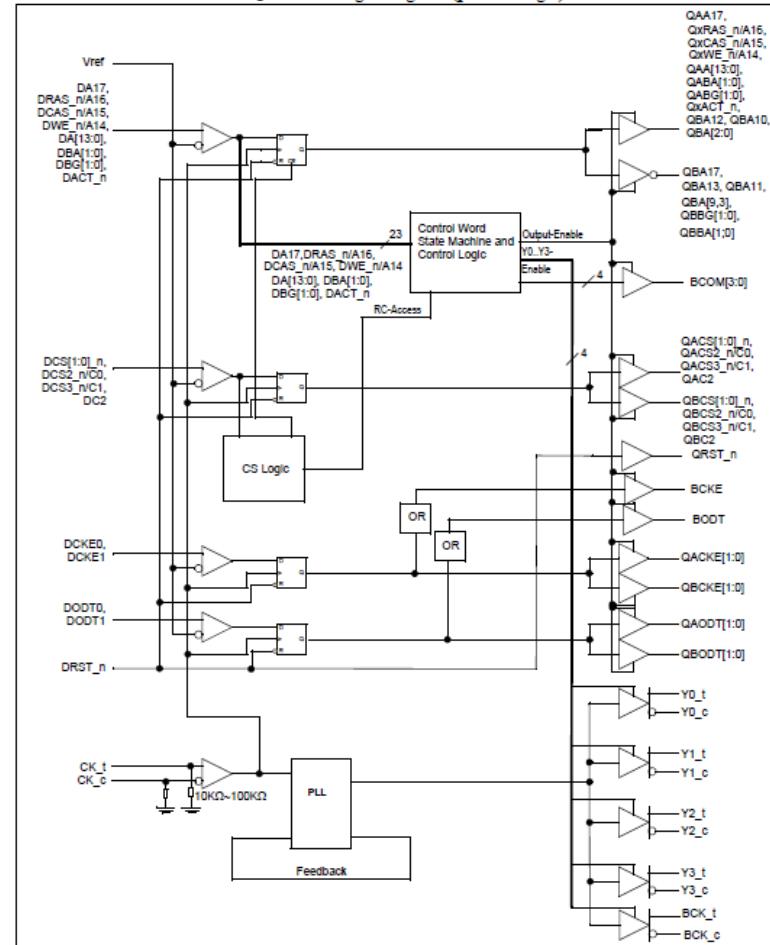 QAA17,
QxRAS_n/A16,
QxCAS_n/A15,
QxWE_n/A14,
QAA[13:0],
QABA[1:0],
QABG[1:0],
QxACT_n,
QBA12, QBA10,
QBA[2:0]
Vref
DA17,
DRAS_n/A16,
DCAS_n/A15,
DWE_n/A14,
DA[13:0],
DBA[1:0],
DBG[1:0],
DACT_n
QBA17,
QBA13, QBA11,
QBA[9,3],
QBBG[1:0],
QBBA[1;0]
23
Control Word
State Machine and
Control Logic
Output-Enable
Y0..Y3-
Enable
4
BCOM[3:0]
DA17,DRAS_n/A16,
DCAS_n/A15, DWE_n/A14
DA[13:0], DBA[1:0],
DBG[1:0], DACT_n
RC-Access
4
DCS[1:0]_n,
DCS2_n/C0,
DCS3_n/C1,
DC2
QACS[1:0]_n,
QACS2_n/C0,
QACS3_n/C1,
QAC2
QBCS[1:0]_n,
QBCS2_n/C0,
QBCS3_n/C1,
QBC2
CS Logic
QRST_n
BCKE
OR
BODT
OR
DCKE0,
DCKE1
QACKE[1:0]
QBCKE[1:0]
DODT0,
DODT1
QAODT[1:0]
QBODT[1:0]
DRST_n
Y0_t
Y0_c
CK_t
CK_c
10KΩ~100KΩ
PLL
Y1_t
Y1_c
Y2_t
Y2_c
Feedback
Y3_t
Y3_c
BCK_t
BCK_c